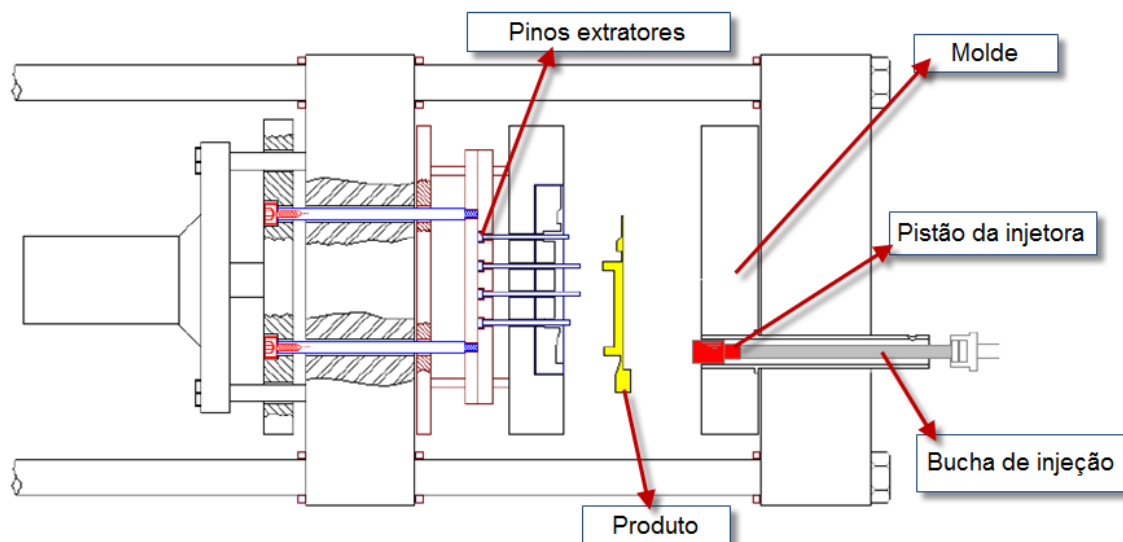 Pinos extratores
Molde
Pistão da injetora
Bucha de injeção
Produto